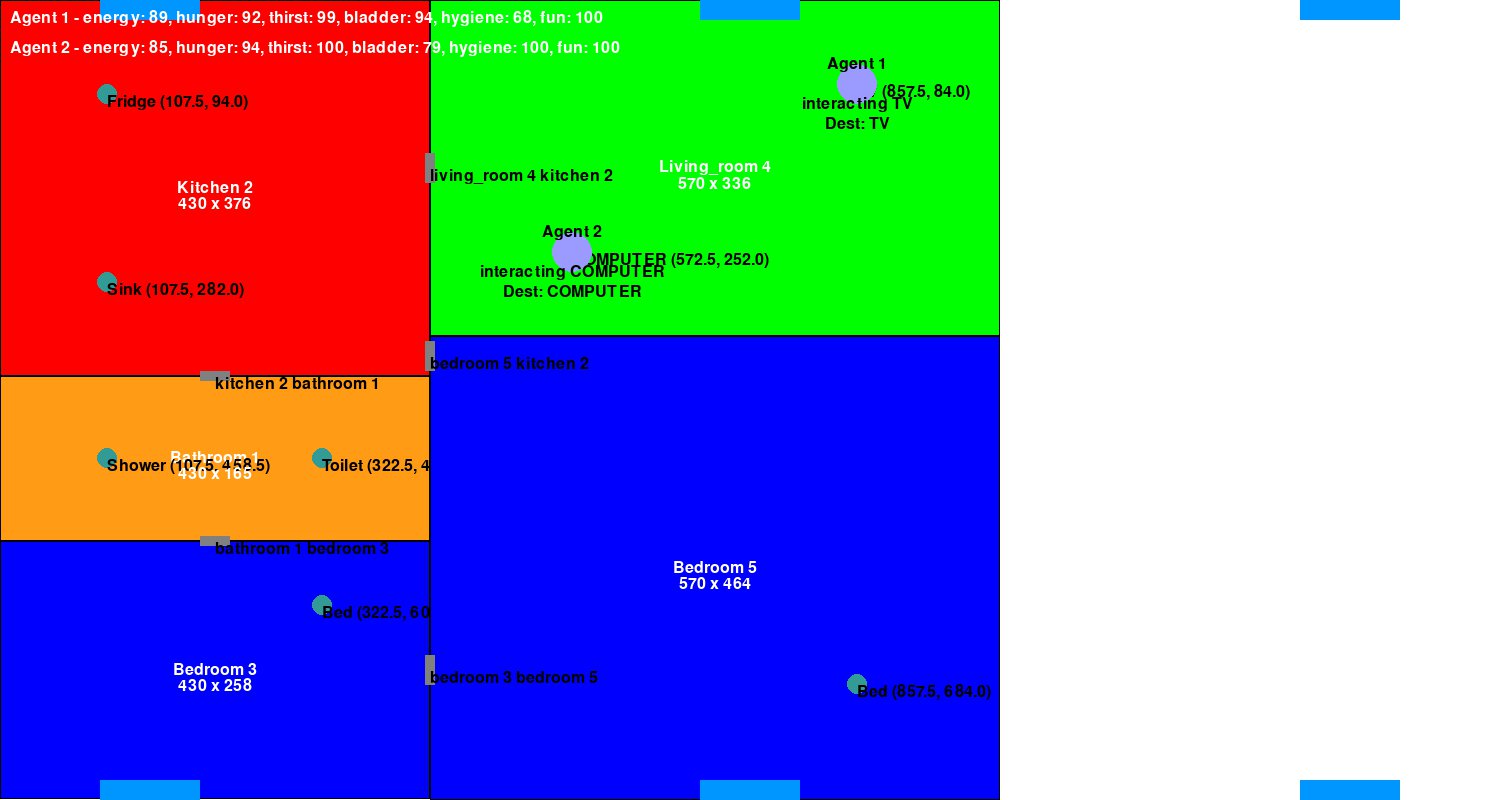 Agent 1 - energy: 89, hunger: 92, thirst: 99, bladder: 94, hygiene: 68, fun: 100
Agent 2 - energy: 85, hunger: 94, thirst: 100, bladder: 79, hygiene: 100, fun: 100
Agent 1
(857.5, 84.0)
interacting TV
Dest: TV
Fridge (107.5, 94.0)
living_room 4 kitchen 2
Living_room 4
570 x 336
Kitchen 2
430 x 376
Agent 2
OMPUTER (572.5, 252.0)
interacting COMPUTER
Dest: COMPUTER
Sink (107.5, 282.0)
bedroom 5 kitchen 2
kitchen 2 bathroom 1
Bathroom 1
430 x 165
Shower (107.5, 458.5)
Toilet (322.5, 4
bathroom 1 bedroom 3
Bedroom 5
570 x 464
Bed (322.5, 60
Bedroom 3
430 x 258
bedroom 3 bedroom 5
Bed (857.5, 684.0)